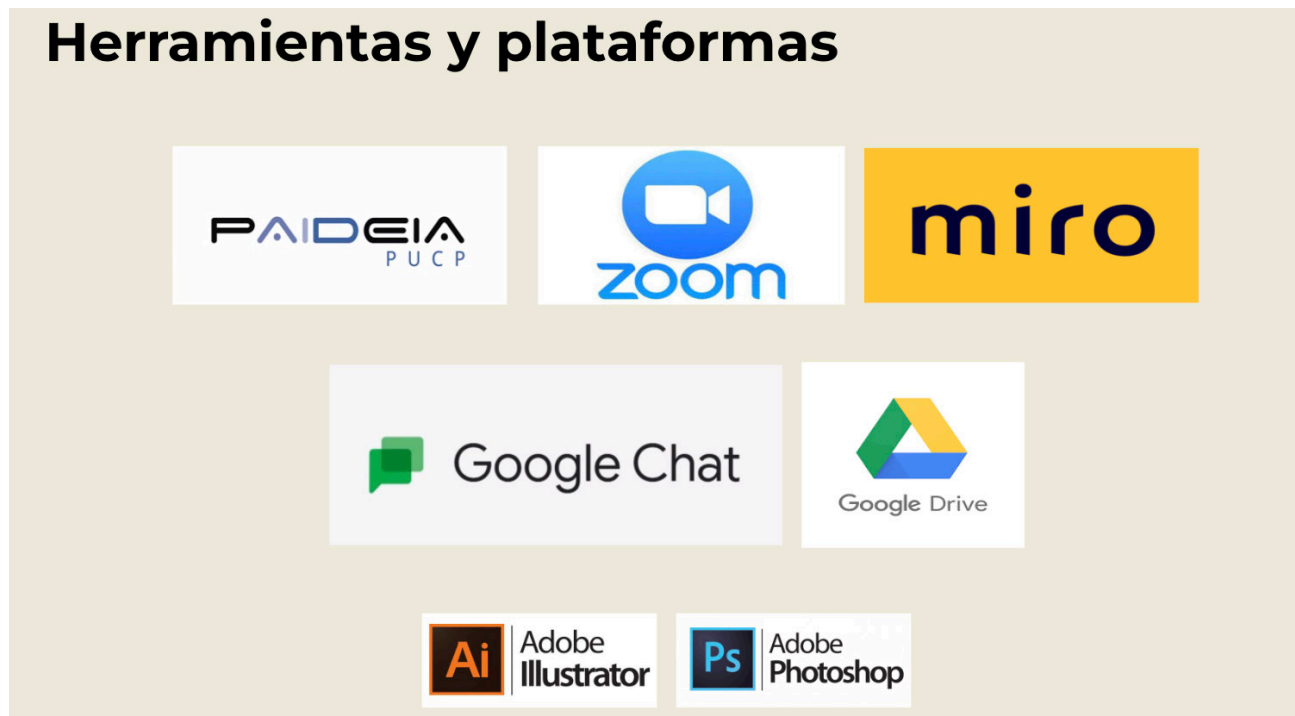 Herramientas y plataformas
PAIDEIA
PUCP
zoom
miro
Google Chat
Google Drive
Ai
Adobe
Illustrator
Ps
Adobe
Photoshop